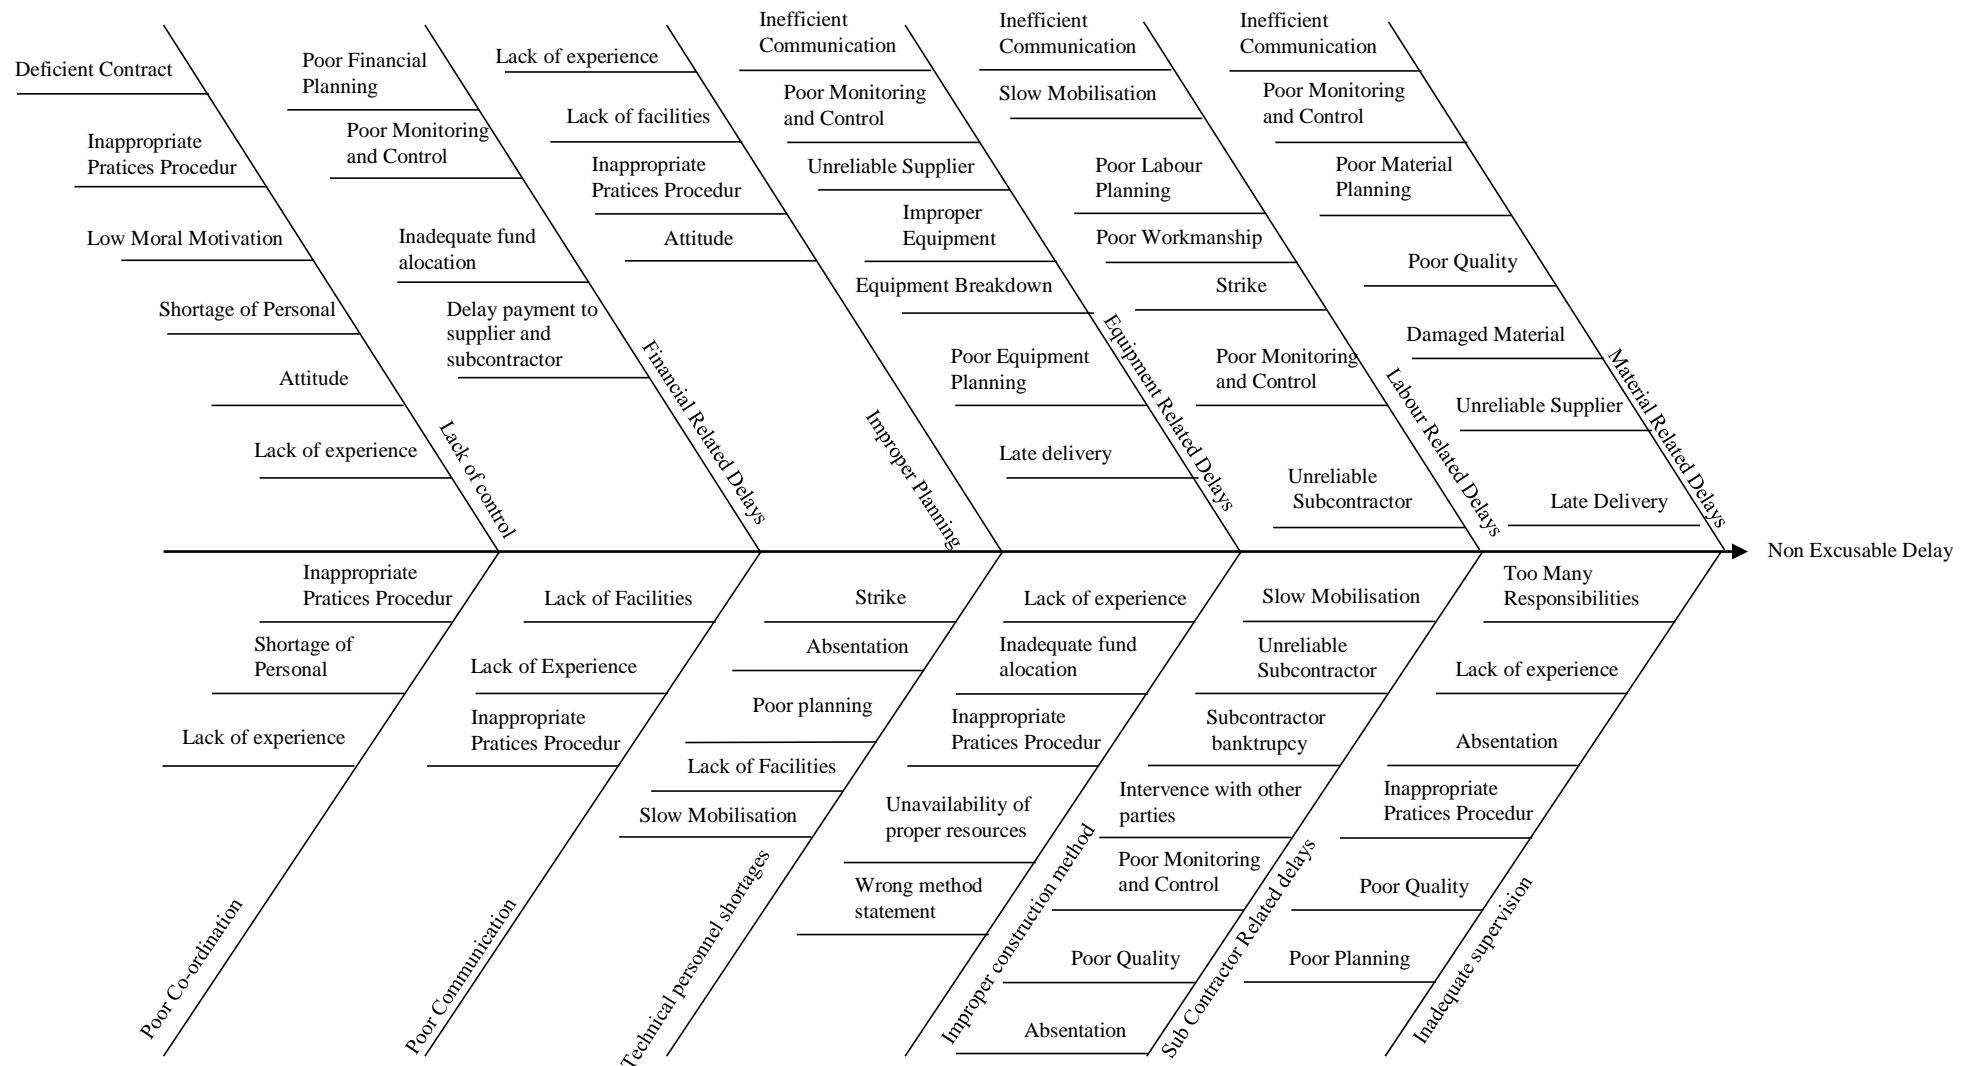 Deficient Contract
Inappropriate
Pratices Procedur
Low Moral Motivation
Shortage of Personal
Attitude
Lack of experience
Lack of control
Poor Financial
Planning
Poor Monitoring
and Control
Inadequate fund
alocation
Delay payment to
supplier and
subcontractor
Financial Related Delays
Lack of experience
Lack of facilities
Inappropriate
Pratices Procedur
Attitude
Improper Planning
Inefficient
Communication
Poor Monitoring
and Control
Unreliable Supplier
Improper
Equipment
Equipment Breakdown
Poor Equipment
Planning
Late delivery
Equipment Related Delays
Inefficient
Communication
Slow Mobilisation
Poor Labour
Planning
Poor Workmanship
Strike
Poor Monitoring
and Control
Unreliable
Subcontractor
Labour Related Delays
Inefficient
Communication
Poor Monitoring
and Control
Poor Material
Planning
Poor Quality
Damaged Material
Unreliable Supplier
Late Delivery
Material Related Delays
Non Excusable Delay
Inappropriate
Pratices Procedur
Shortage of
Personal
Lack of experience
Poor Co-ordination
Lack of Facilities
Lack of Experience
Inappropriate
Pratices Procedur
Poor Communication
Strike
Absentation
Poor planning
Lack of Facilities
Slow Mobilisation
Technical personnel shortages
Lack of experience
Inadequate fund
alocation
Inappropriate
Pratices Procedur
Unavailability of
proper resources
Wrong method
statement
Improper construction method
Slow Mobilisation
Unreliable
Subcontractor
Subcontractor
banktrupcy
Intervence with other
parties
Poor Monitoring
and Control
Poor Quality
Absentation
Sub Contractor Related delays
Too Many
Responsibilities
Lack of experience
Absentation
Inappropriate
Pratices Procedur
Poor Quality
Poor Planning
Inadequate supervision